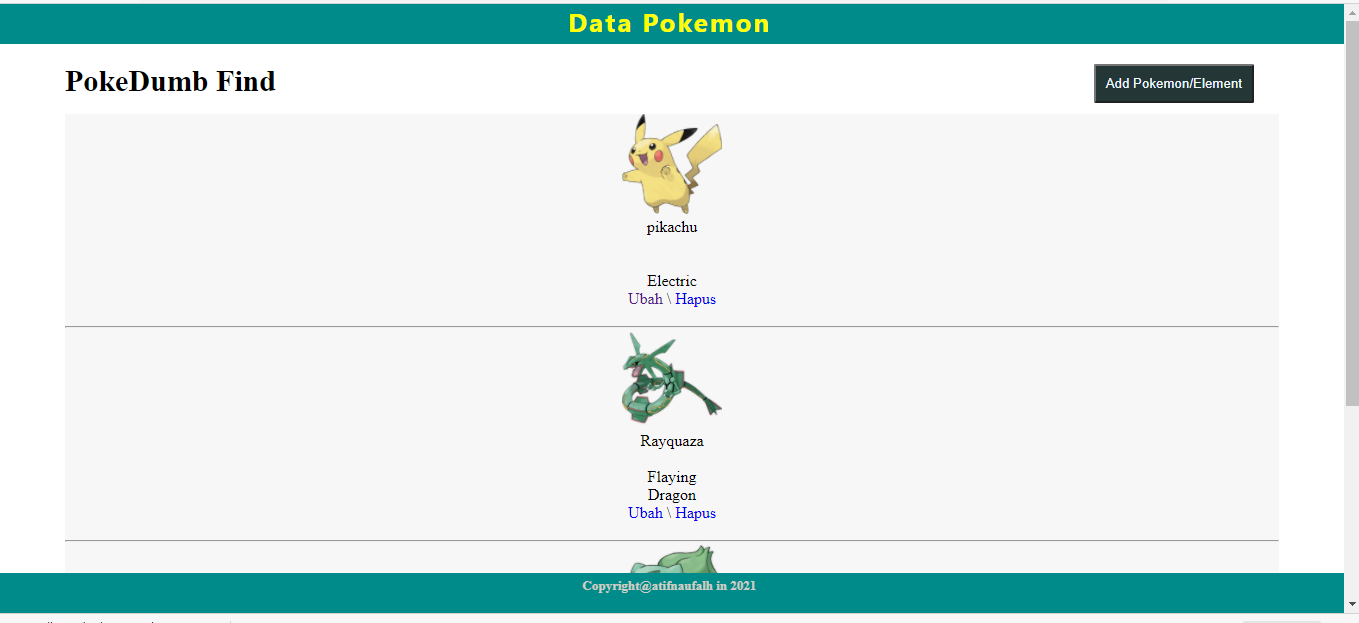 Data Pokemon
PokeDumb Find
Add Pokemon/Element
pikachu
Electric
Ubah \ Hapus
Rayquaza
Flaying
Dragon
Ubah \ Hapus
Copyright@atifnaufalh in 2021